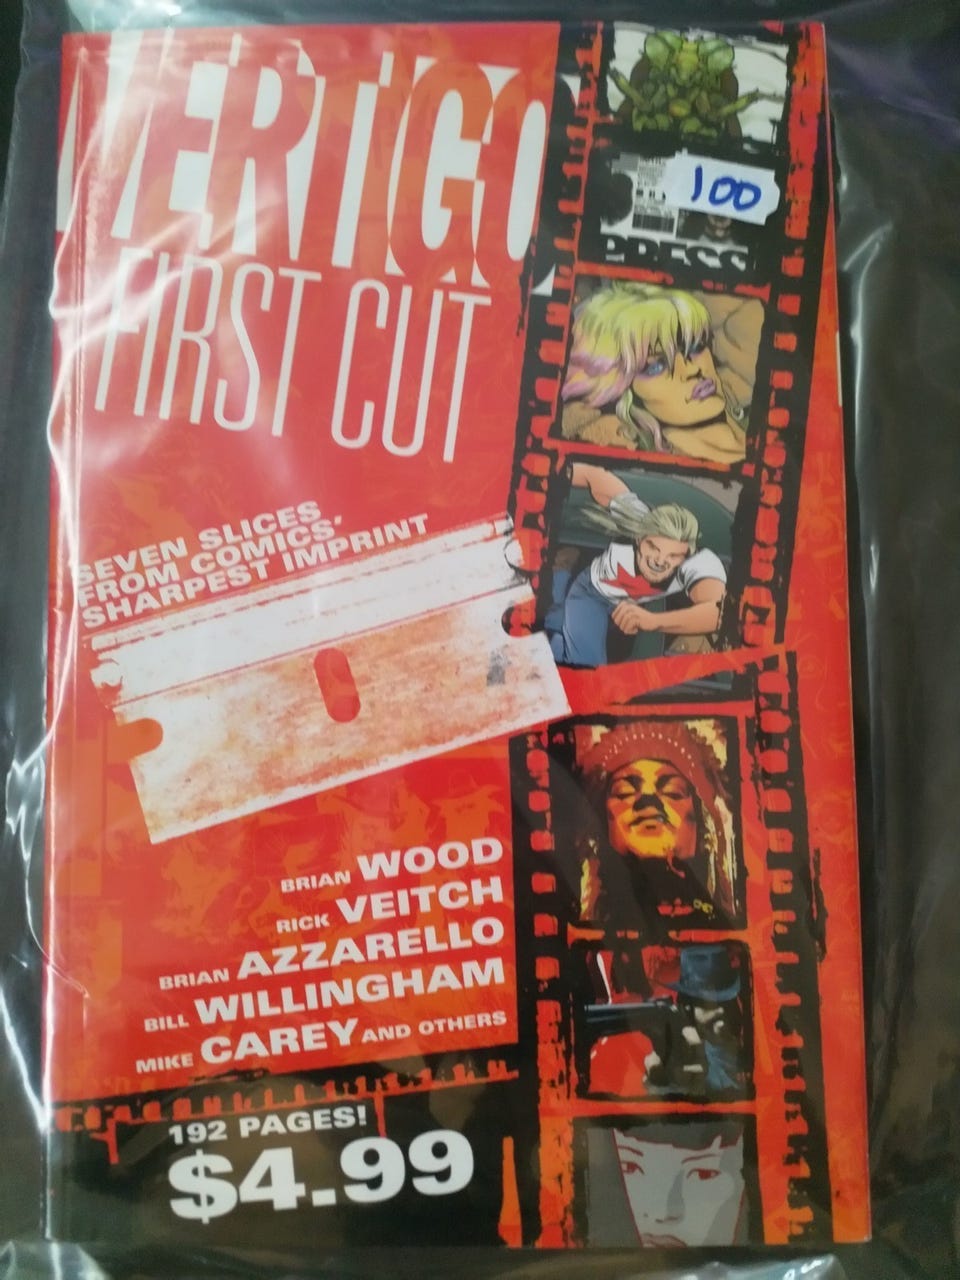 VERTIGO
FIRST CUT
100
PRESS
SEVEN SLICES
FROM COMICS'
SHARPEST IMPRINT
BRIAN WOOD
RICK VEITCH
BRIAN AZZARELLO
BILL WILLINGHAM
MIKE CAREY AND OTHERS
192 PAGES!
$4.99